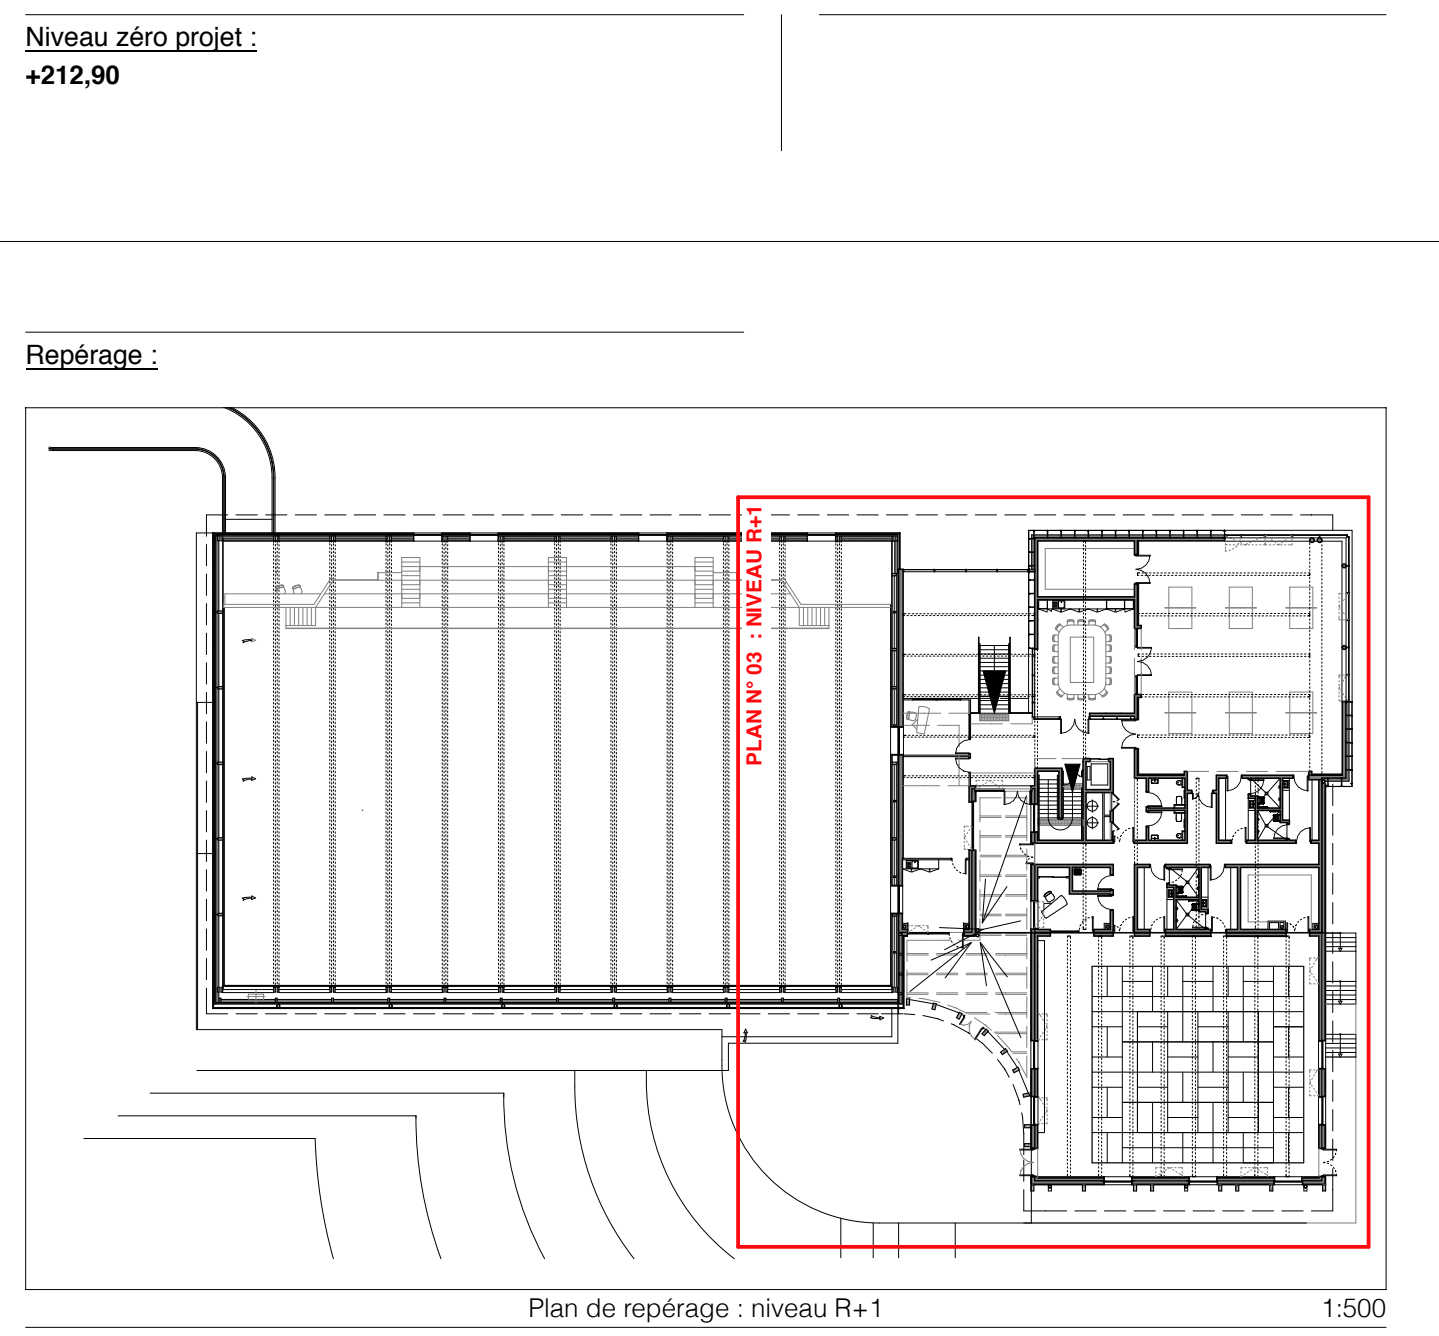 Niveau zéro projet :
+212,90
Repérage :
PLAN N° 03 : NIVEAU R+1
Plan de repérage : niveau R+1
1:500